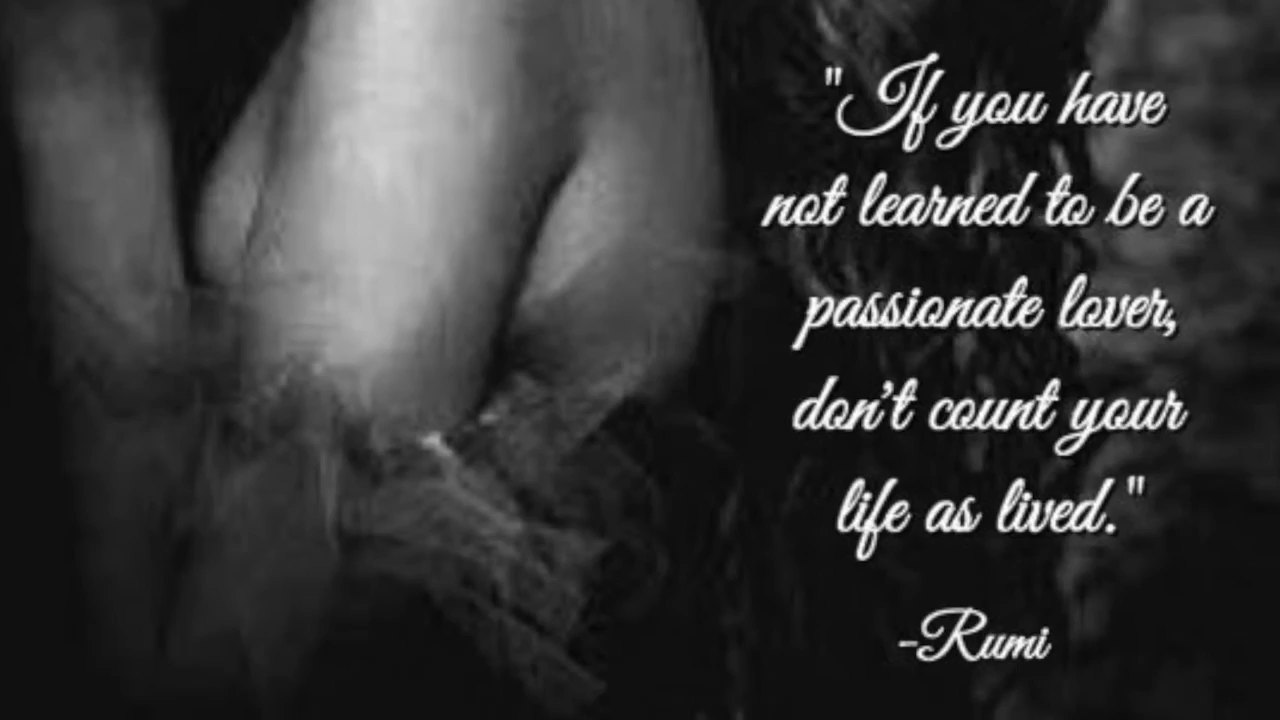 "If you have
not learned to be a
passionate lover,
don't count your
life as lived."
-Rumi